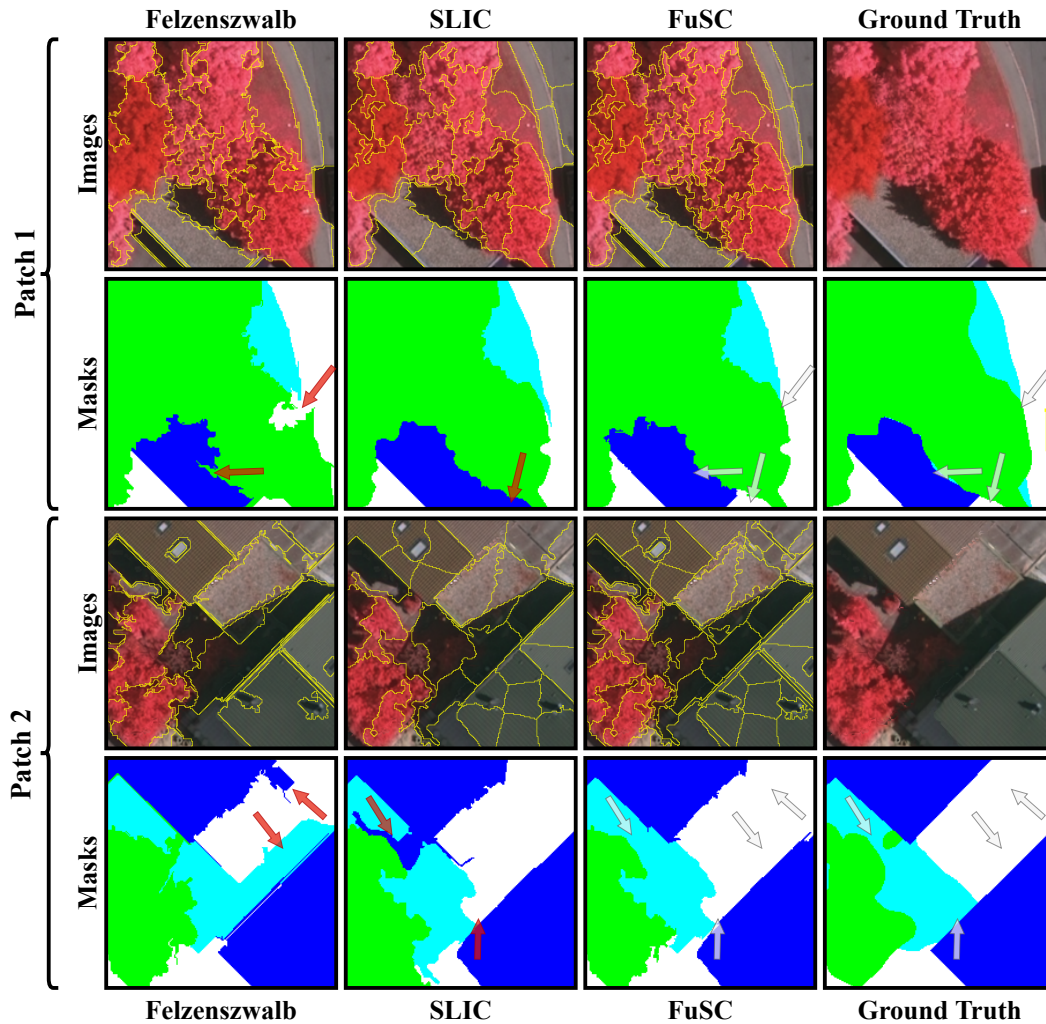 Felzenszwalb SLIC FuSC Ground Truth
Patch 1
Images
Masks
Patch 2
Images
Masks
Felzenszwalb SLIC FuSC Ground Truth